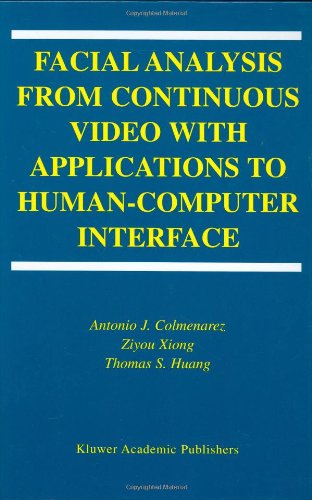 FACIAL ANALYSIS
FROM CONTINUOUS
VIDEO WITH
APPLICATIONS TO
HUMAN-COMPUTER
INTERFACE
Antonio J. Colmenarez
Ziyou Xiong
Thomas S. Huang
Kluwer Academic Publishers